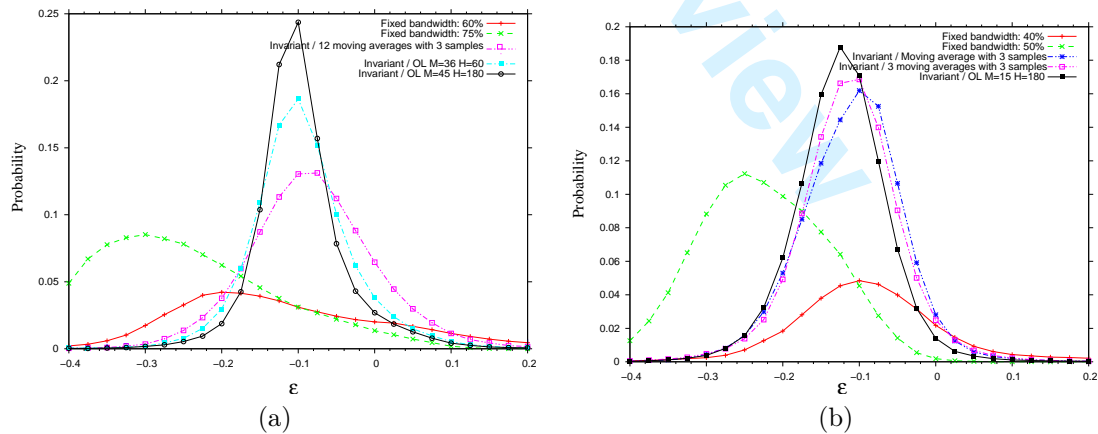 Fixed bandwidth: 60%
Fixed bandwidth: 75%
Invariant / 12 moving averages with 3 samples
Invariant / OL M=36 H=60
Invariant / OL M=45 H=180
0.25
0.2
0.15
0.1
0.05
0
Probability
−0.4 −0.3 −0.2 −0.1 0 0.1 0.2
ε
(a)
view
Fixed bandwidth: 40%
Fixed bandwidth: 50%
Invariant / Moving average with 3 samples
Invariant / 3 moving averages with 3 samples
Invariant / OL M=15 H=180
0.2
0.18
0.16
0.14
0.12
0.1
0.08
0.06
0.04
0.02
0
Probability
−0.4 −0.3 −0.2 −0.1 0 0.1 0.2
ε
(b)